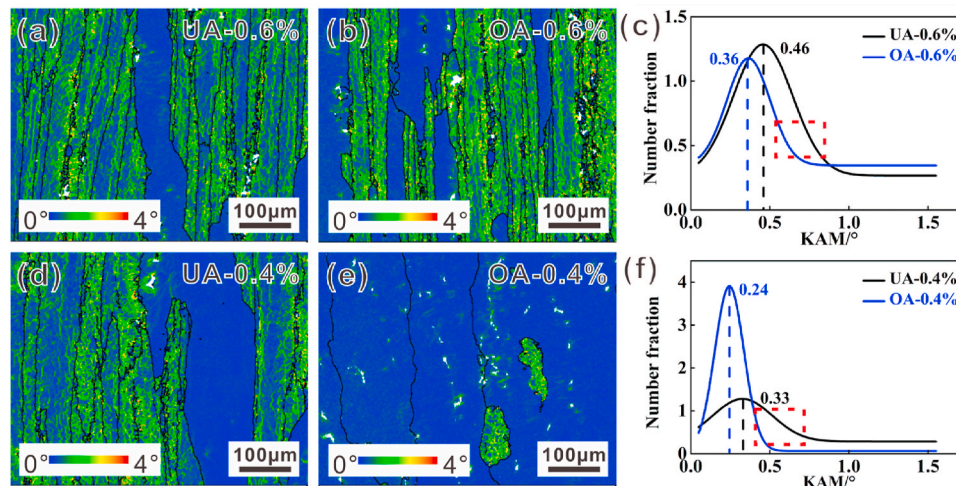 (a) UA-0.6%
0° 4° 100μm
(b) OA-0.6%
0° 4° 100μm
(c)
UA-0.6%
OA-0.6%
0.36
0.46
Number fraction
1.5
1.0
0.5
0.0
0.0 0.5 1.0 1.5
KAM/°
(d) UA-0.4%
0° 4° 100μm
(e) OA-0.4%
0° 4° 100μm
(f)
UA-0.4%
OA-0.4%
0.24
0.33
Number fraction
4
3
2
1
0
0.0 0.5 1.0 1.5
KAM/°